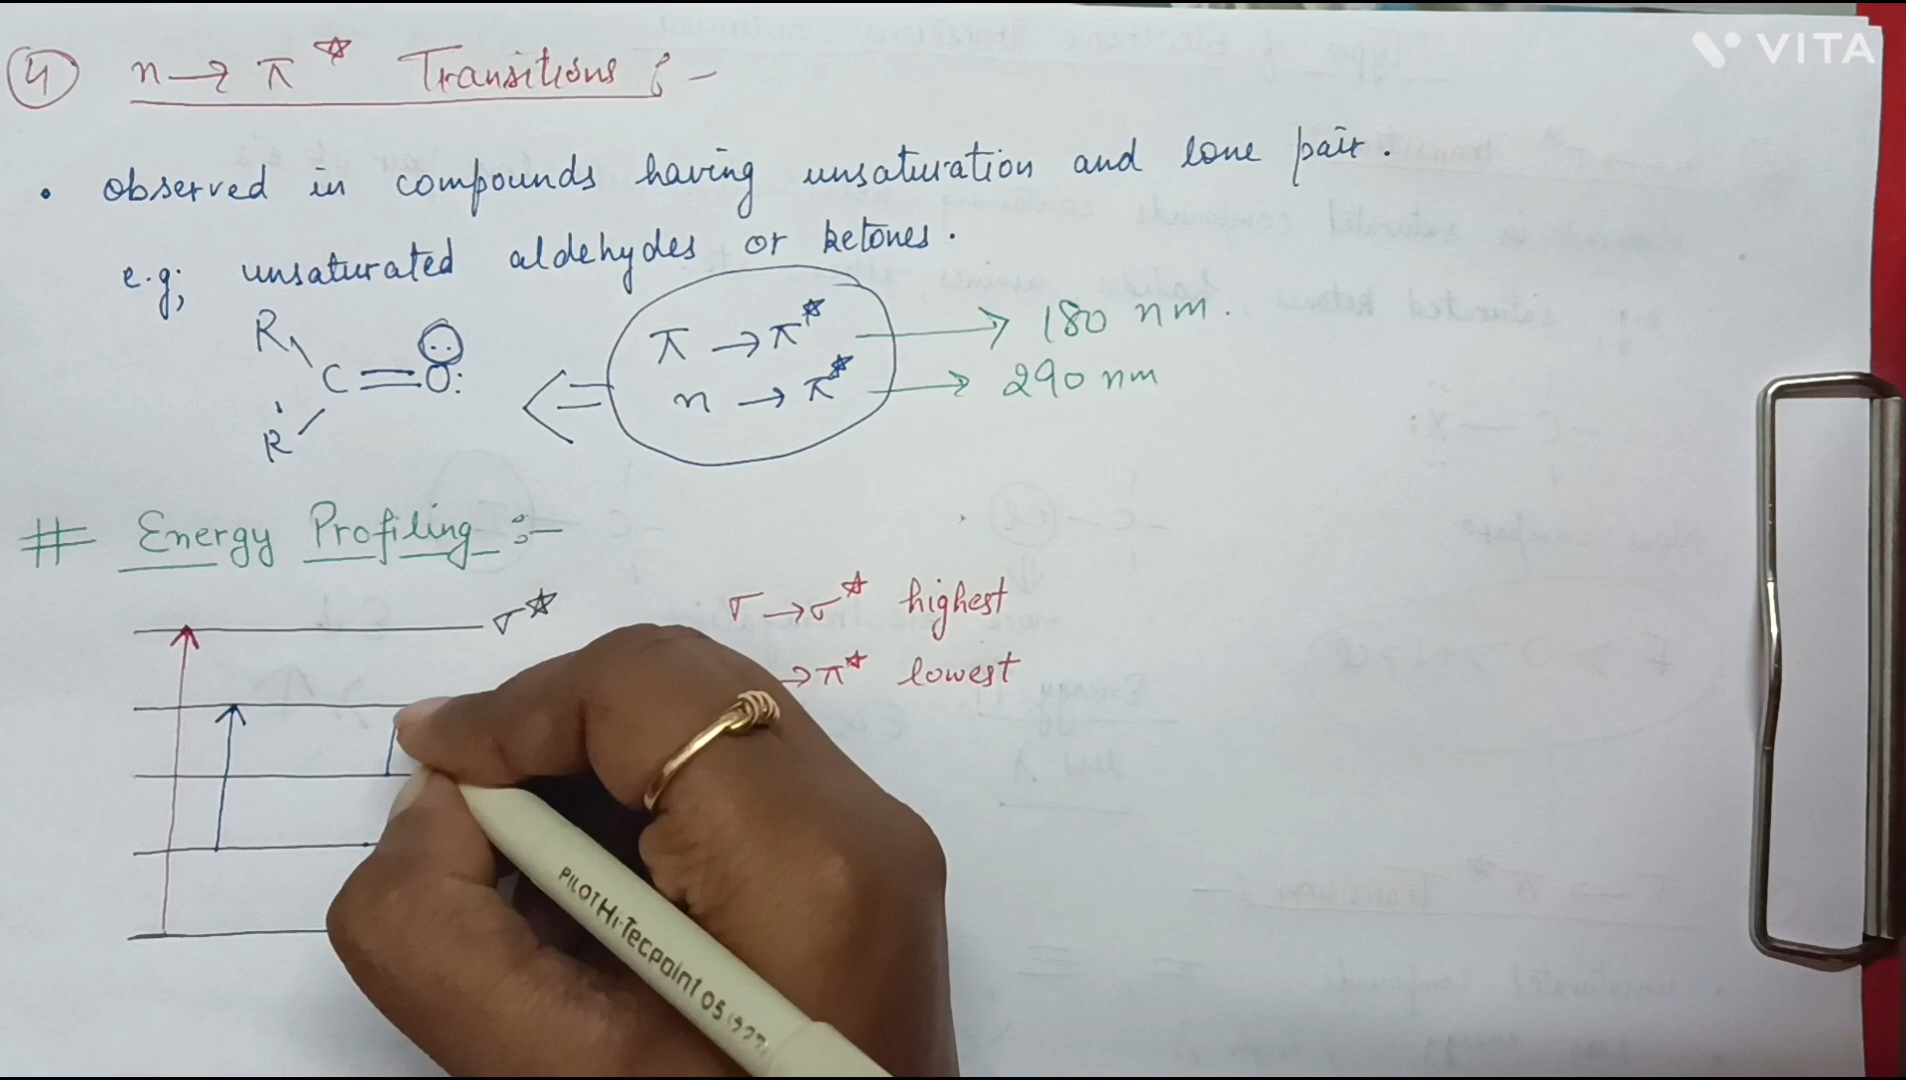 VITA
④ n→π* Transitions :-
• observed in compounds having unsaturation and lone pair.
e.g; unsaturated aldehydes or ketones.
R
C=Ö:
R'
π→π* → 180 nm.
n→π* → 290 nm
# Energy Profiling :-
σ*
σ→σ* highest
→π* lowest
PILOT Hi-Tecpoint 05